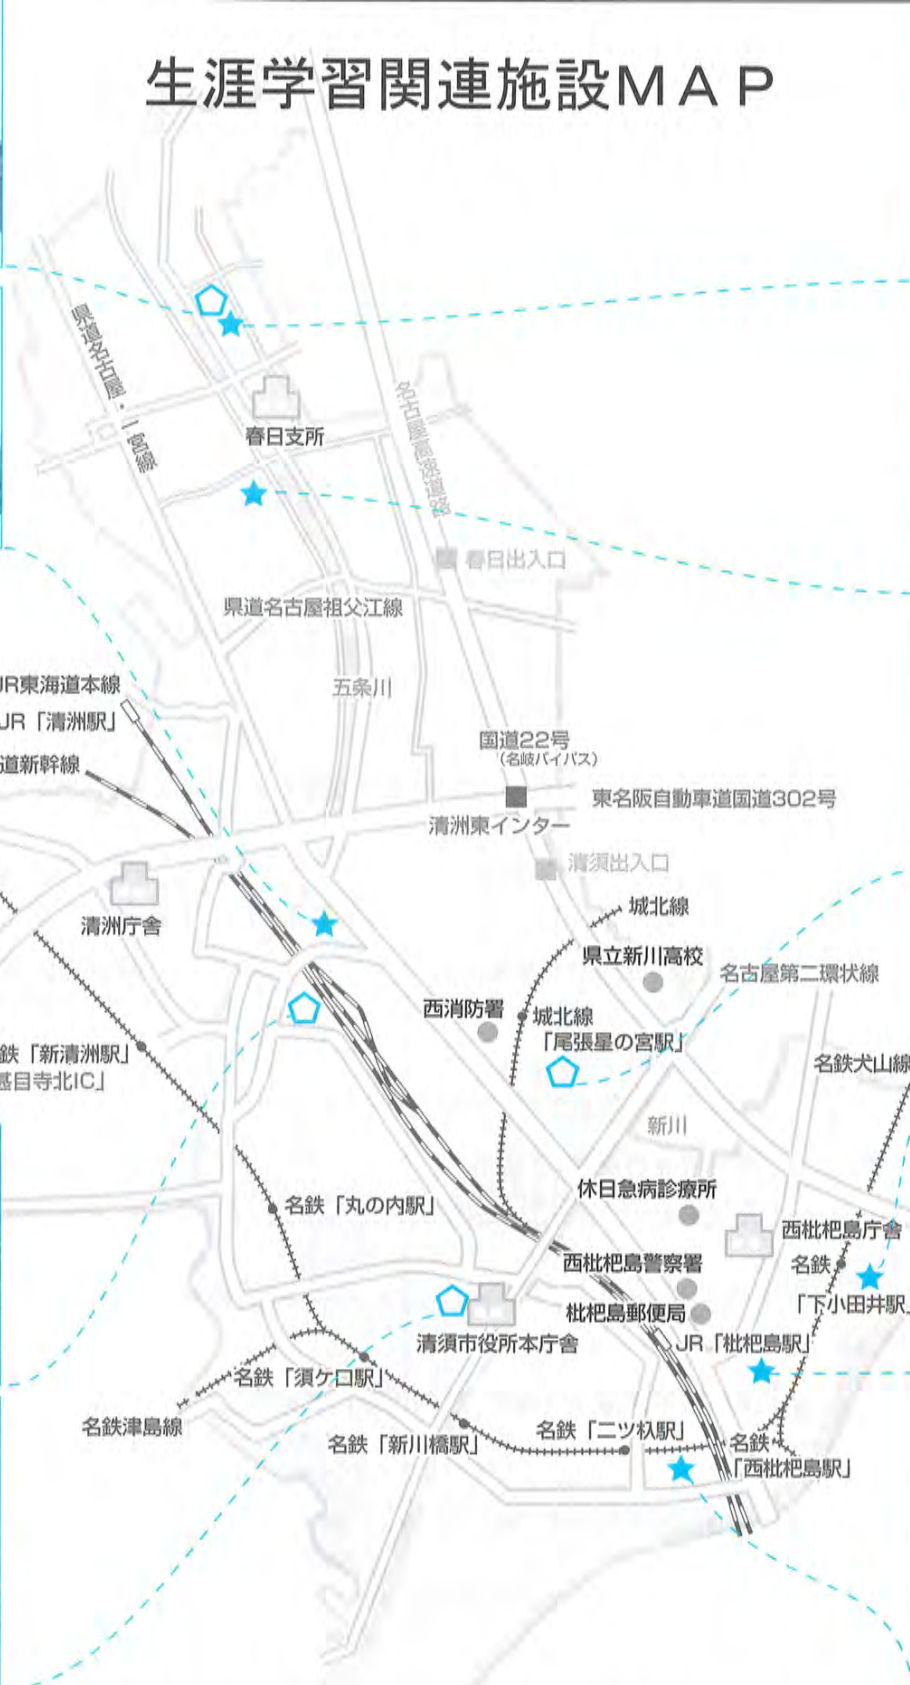 生涯学習関連施設MAP
県道名古屋・一宮線
春日支所
名古屋高速道路
春日出入口
県道名古屋祖父江線
五条川
JR東海道本線
JR「清洲駅」
道新幹線
国道22号
(名岐バイパス)
東名阪自動車道国道302号
清洲東インター
清須出入口
清洲庁舎
城北線
県立新川高校
名古屋第二環状線
西消防署
城北線
「尾張星の宮駅」
鉄「新清洲駅」
甚目寺北IC」
名鉄犬山線
新川
休日急病診療所
名鉄「丸の内駅」
西枇杷島庁舎
西枇杷島警察署
名鉄
「下小田井駅」
枇杷島郵便局
清須市役所本庁舎
JR「枇杷島駅」
名鉄「須ケ口駅」
名鉄津島線
名鉄「新川橋駅」
名鉄「二ツ杁駅」
名鉄
「西枇杷島駅」